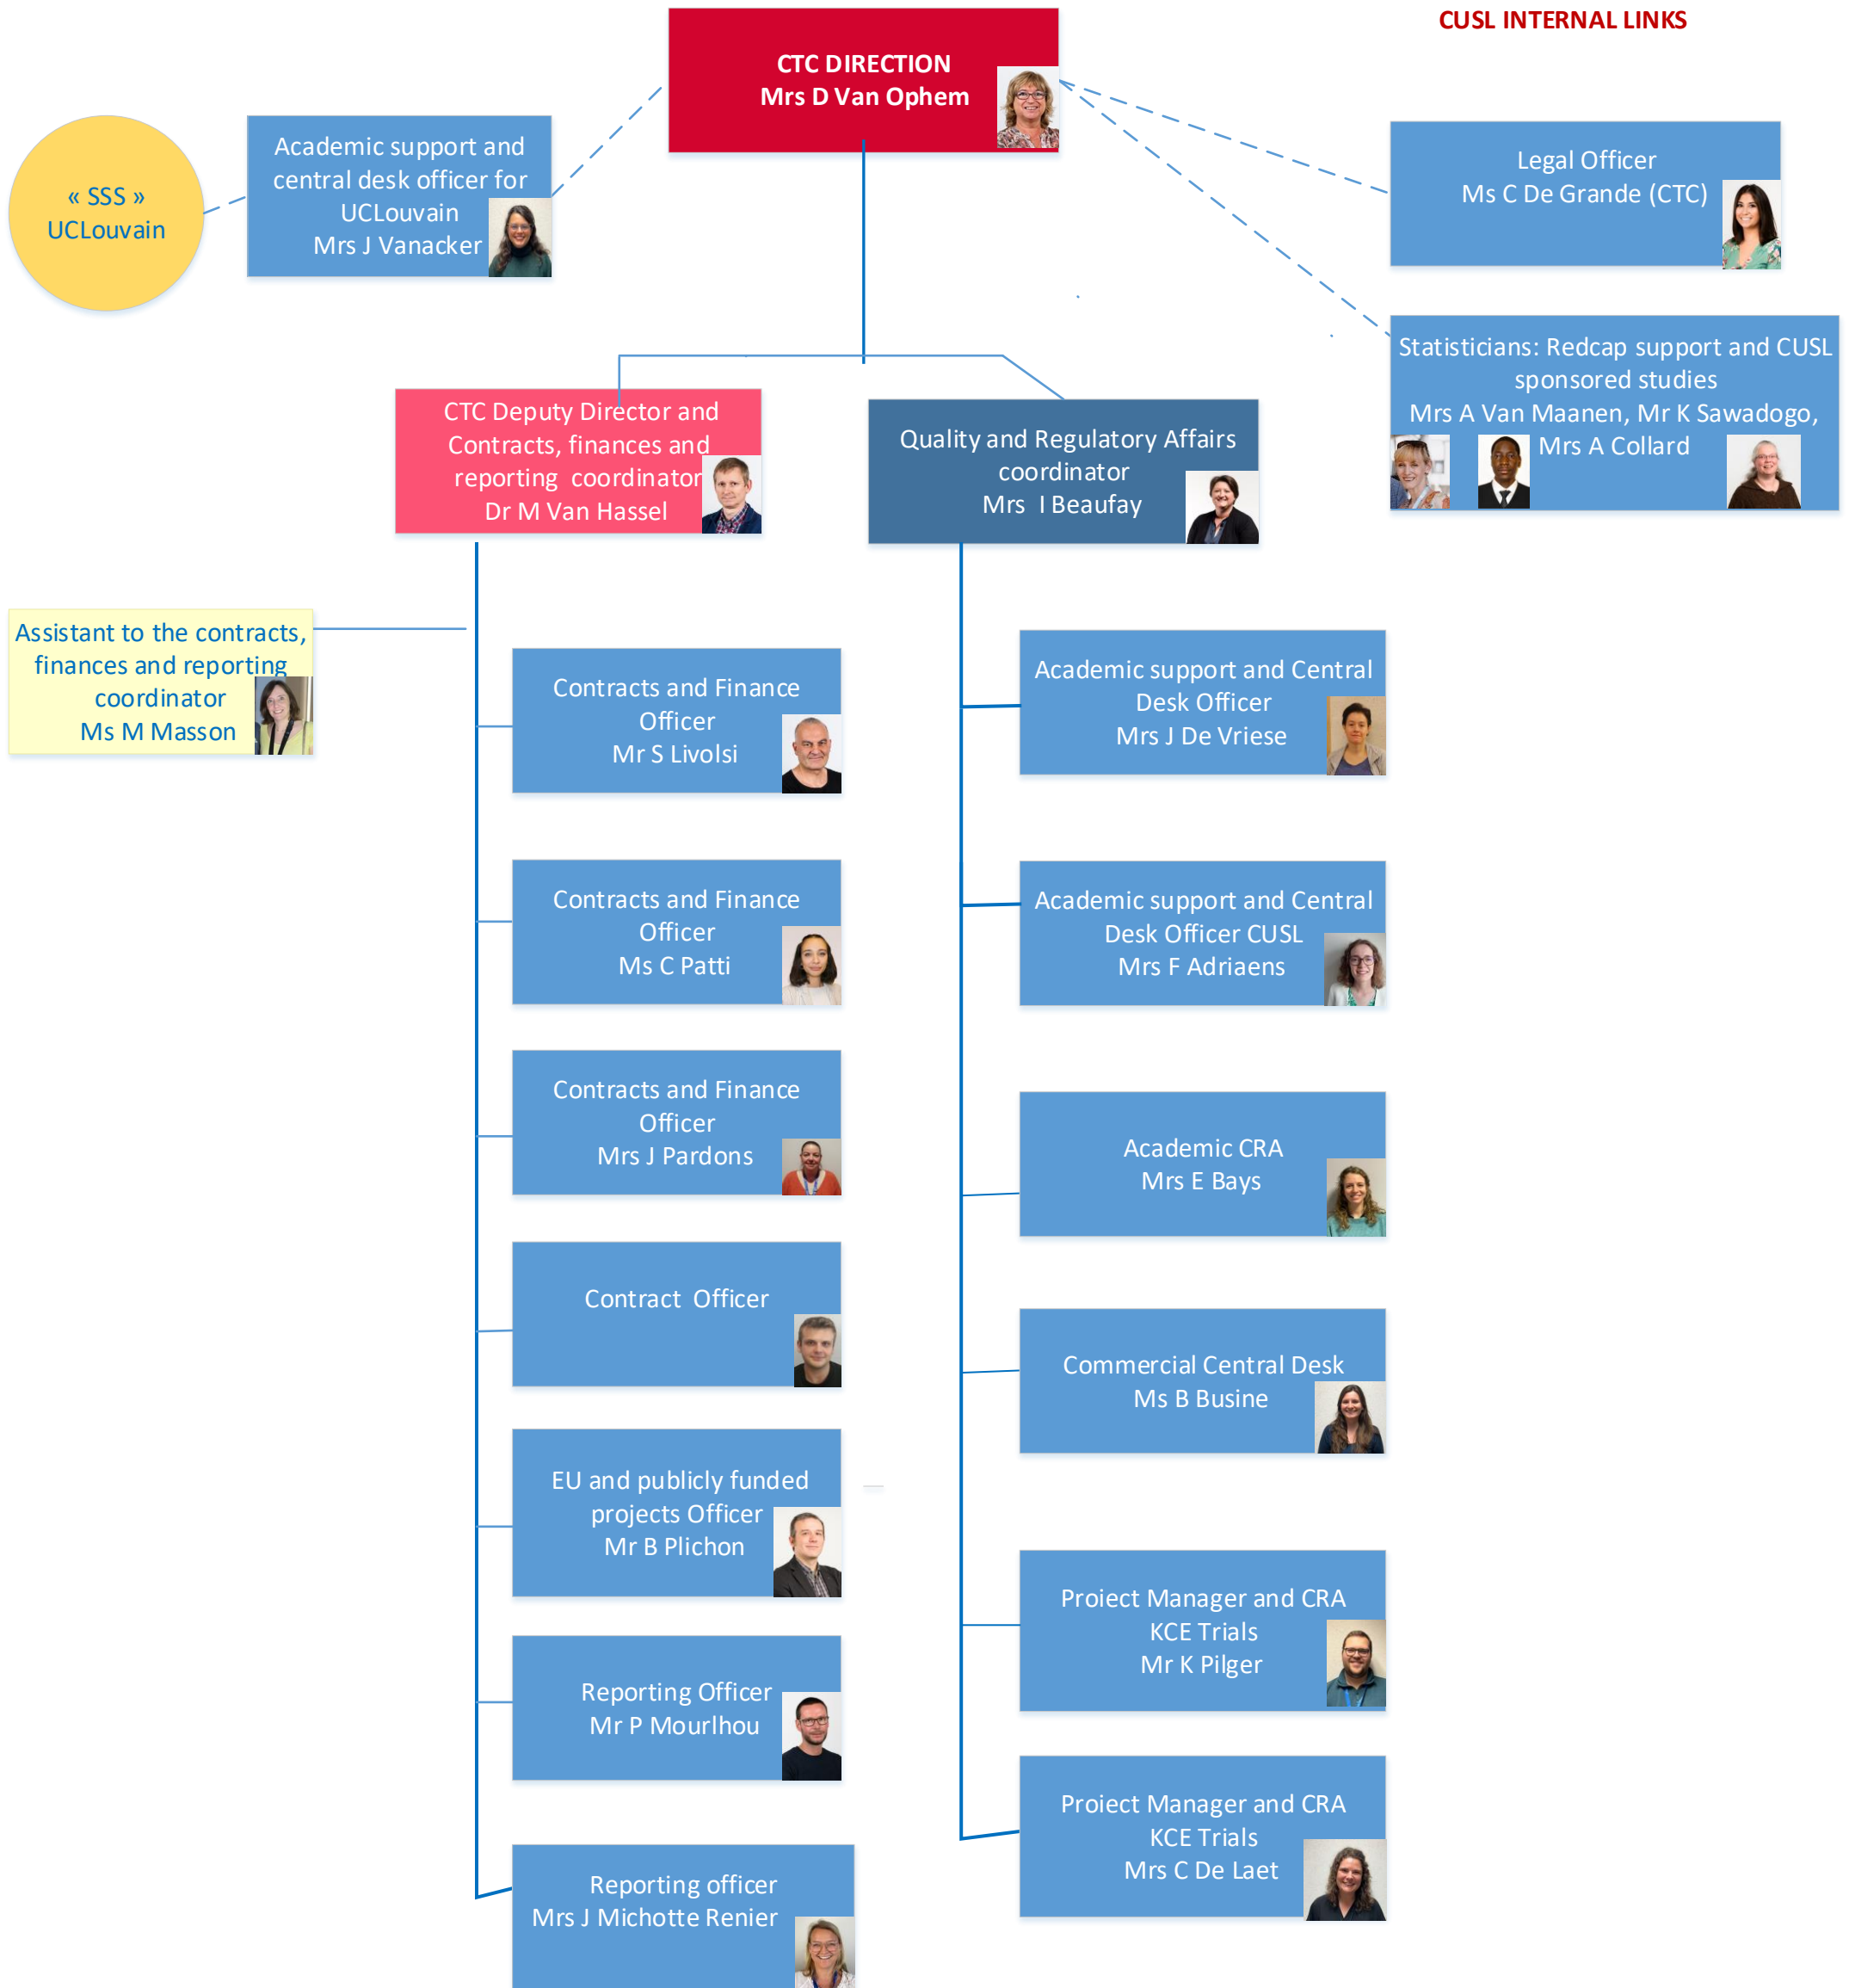 CUSL INTERNAL LINKS
CTC DIRECTION
Mrs D Van Ophem
« SSS »
UCLouvain
Academic support and
central desk officer for
UCLouvain
Mrs J Vanacker
Legal Officer
Ms C De Grande (CTC)
Statisticians: Redcap support and CUSL
sponsored studies
Mrs A Van Maanen, Mr K Sawadogo,
Mrs A Collard
CTC Deputy Director and
Contracts, finances and
reporting coordinator
Dr M Van Hassel
Quality and Regulatory Affairs
coordinator
Mrs I Beaufay
Assistant to the contracts,
finances and reporting
coordinator
Ms M Masson
Contracts and Finance
Officer
Mr S Livolsi
Contracts and Finance
Officer
Ms C Patti
Contracts and Finance
Officer
Mrs J Pardons
Contract Officer
EU and publicly funded
projects Officer
Mr B Plichon
Reporting Officer
Mr P Mourlhou
Reporting officer
Mrs J Michotte Renier
Academic support and Central
Desk Officer
Mrs J De Vriese
Academic support and Central
Desk Officer CUSL
Mrs F Adriaens
Academic CRA
Mrs E Bays
Commercial Central Desk
Ms B Busine
Project Manager and CRA
KCE Trials
Mr K Pilger
Project Manager and CRA
KCE Trials
Mrs C De Laet